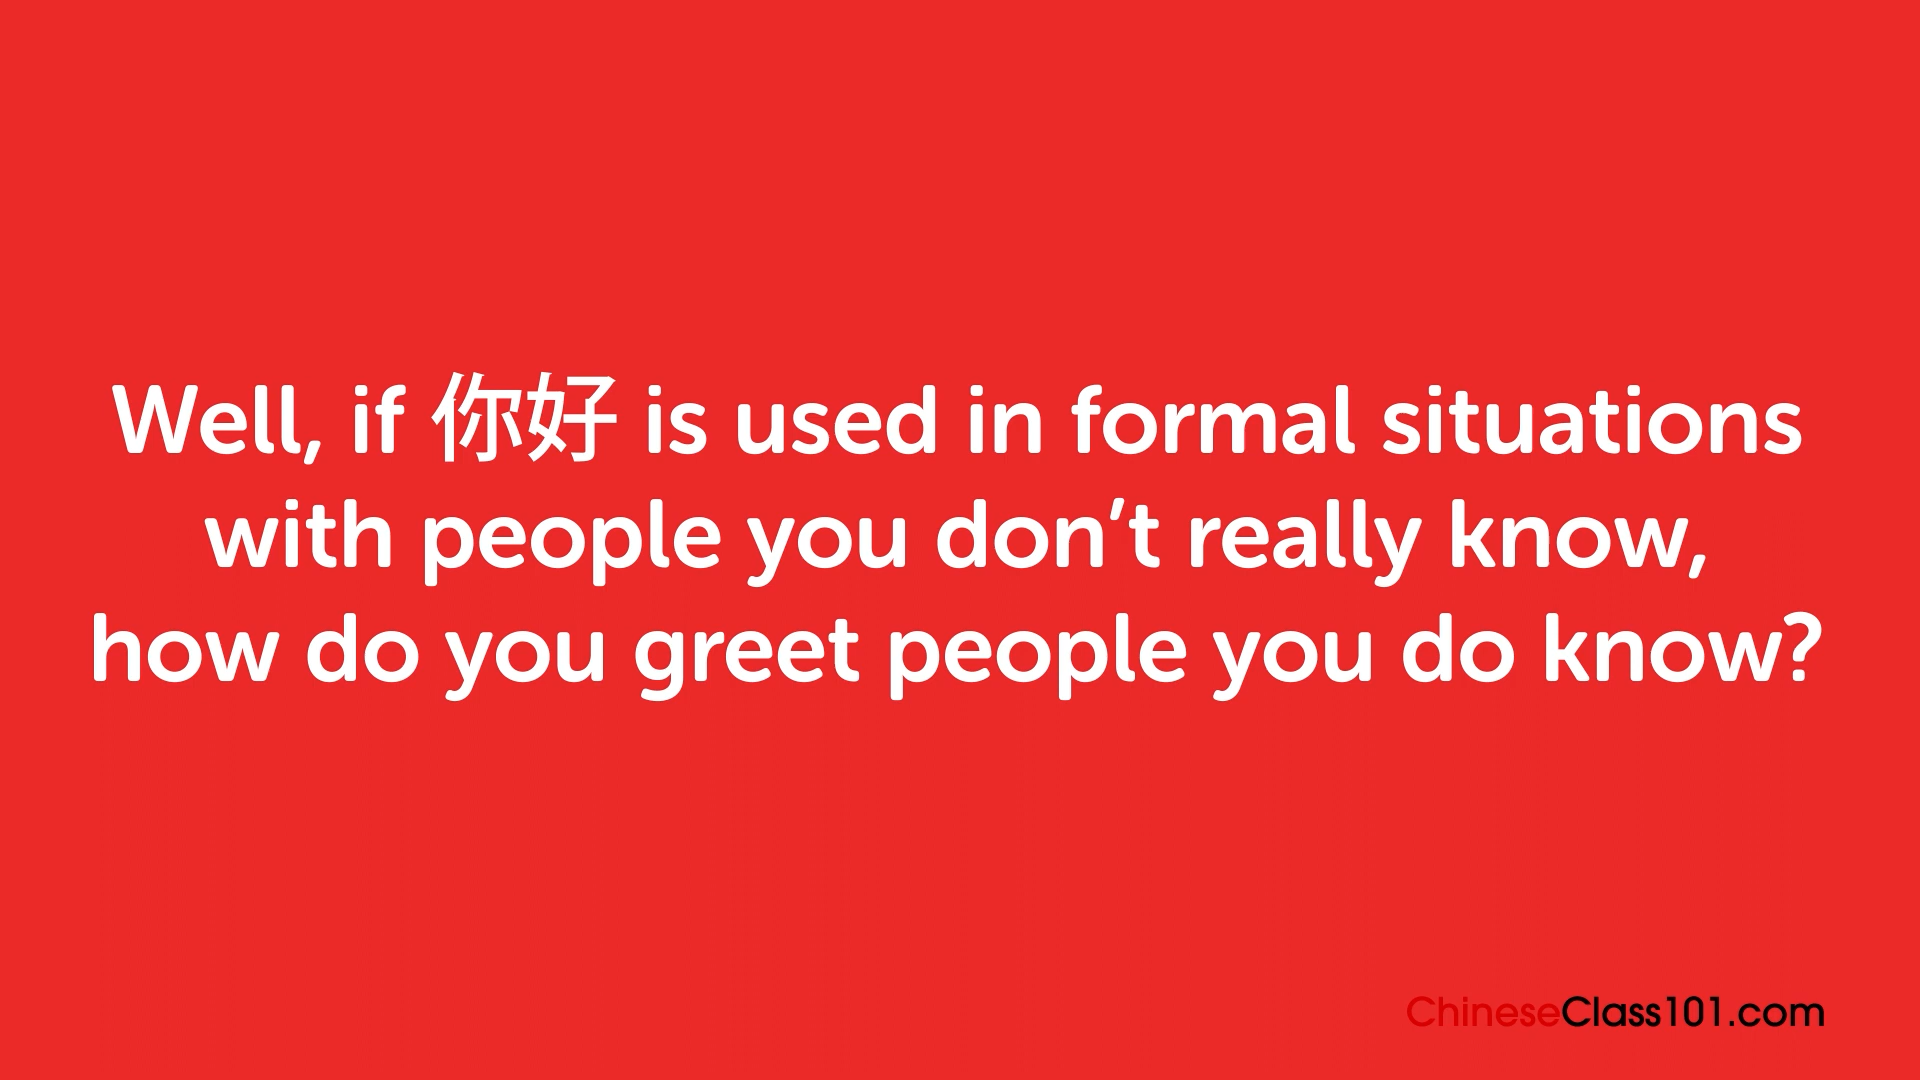 Well, if 你好 is used in formal situations
with people you don’t really know,
how do you greet people you do know?
ChineseClass101.com